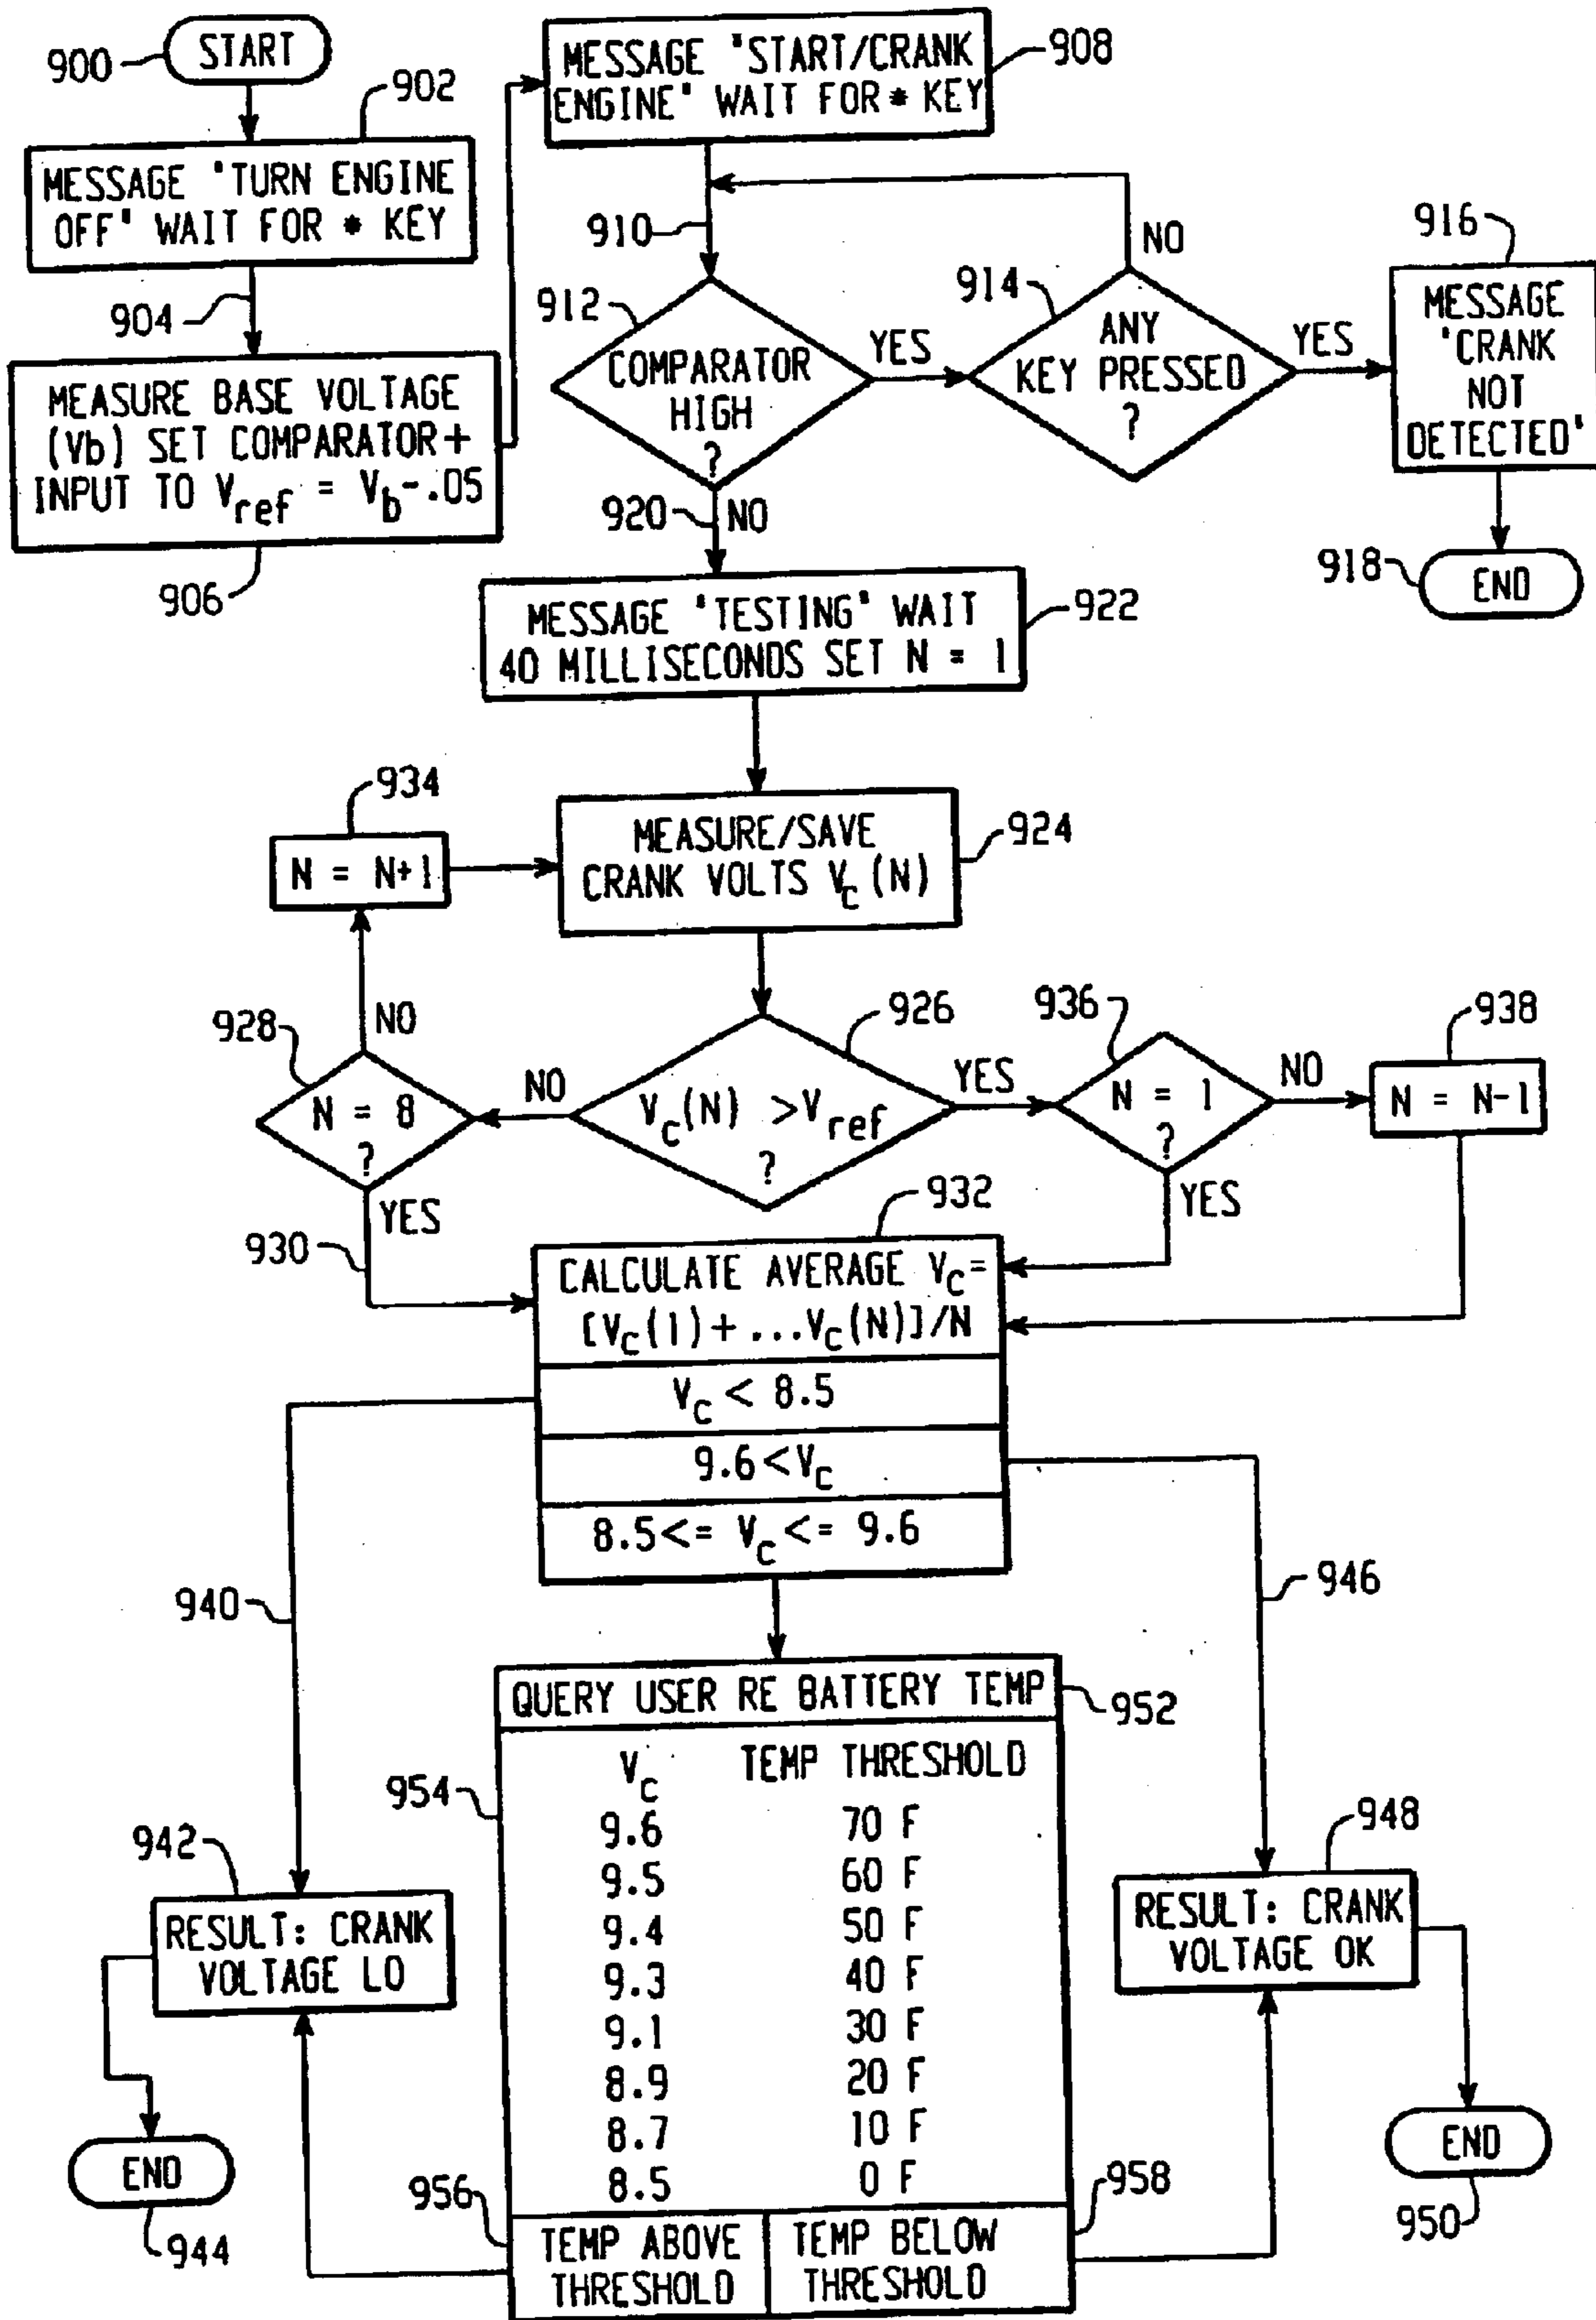 900
START
902
MESSAGE "TURN ENGINE
OFF" WAIT FOR * KEY
904
MEASURE BASE VOLTAGE
(Vb) SET COMPARATOR+
INPUT TO Vref = Vb-.05
906
MESSAGE "START/CRANK
ENGINE" WAIT FOR * KEY
908
910
912
COMPARATOR
HIGH
?
YES
914
ANY
KEY PRESSED
?
NO
YES
916
MESSAGE
"CRANK
NOT
DETECTED"
918
END
920
NO
MESSAGE "TESTING" WAIT
40 MILLISECONDS SET N = 1
922
934
N = N+1
MEASURE/SAVE
CRANK VOLTS Vc(N)
924
928
NO
N = 8
?
YES
930
NO
926
Vc(N) >Vref
?
YES
936
N = 1
?
YES
NO
938
N = N-1
932
CALCULATE AVERAGE Vc=
[Vc(1)+...Vc(N)]/N
Vc < 8.5
9.6<Vc
8.5<= Vc <= 9.6
940
946
QUERY USER RE BATTERY TEMP
952
954
Vc TEMP THRESHOLD
9.6 70 F
9.5 60 F
9.4 50 F
9.3 40 F
9.1 30 F
8.9 20 F
8.7 10 F
8.5 0 F
956
TEMP ABOVE
THRESHOLD
958
TEMP BELOW
THRESHOLD
942
RESULT: CRANK
VOLTAGE LO
END
944
948
RESULT: CRANK
VOLTAGE OK
END
950